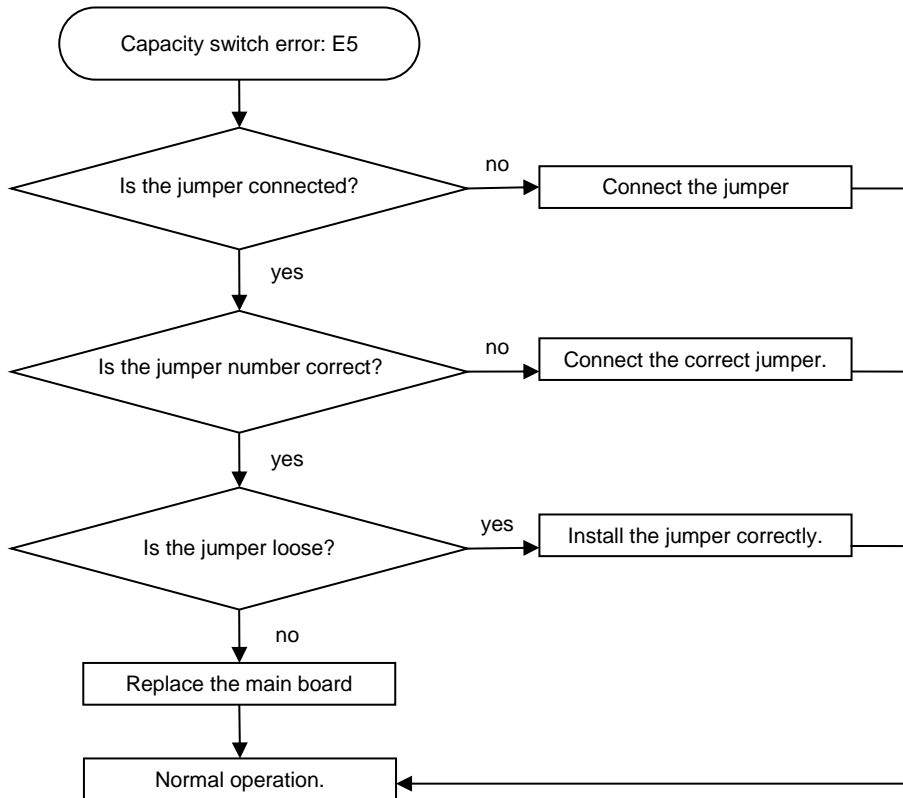 Capacity switch error: E5
no
Is the jumper connected?
Connect the jumper
yes
no
Is the jumper number correct?
Connect the correct jumper.
yes
yes
Is the jumper loose?
Install the jumper correctly.
no
Replace the main board
Normal operation.